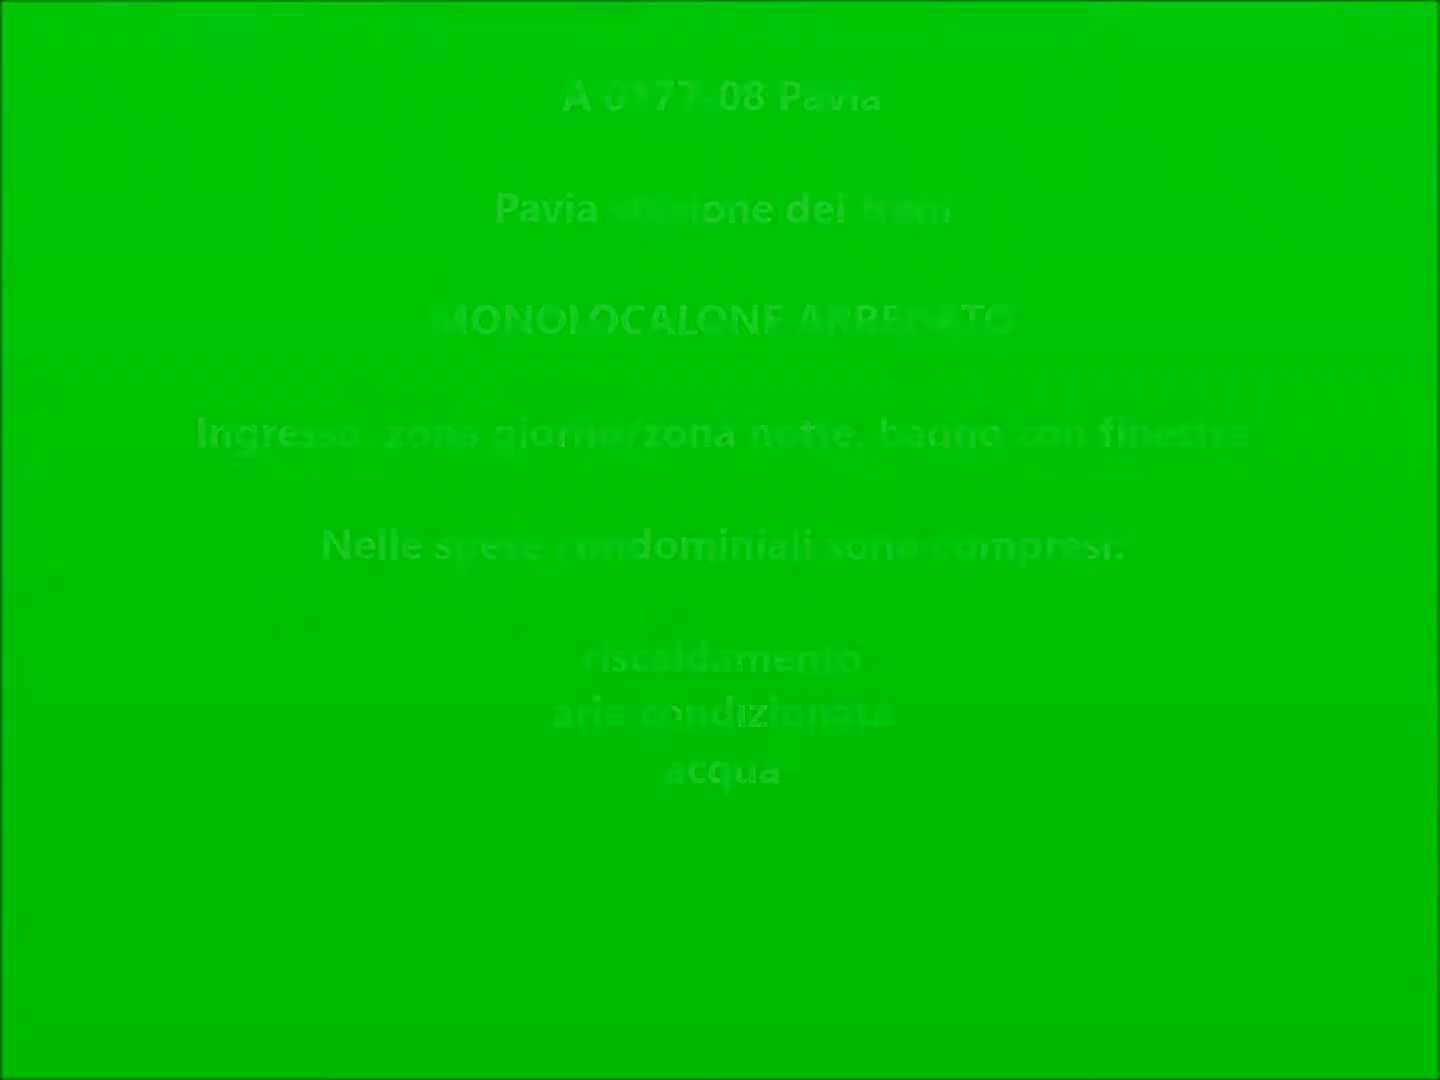 A 0177-08 Pavia
Pavia stazione dei treni
MONOLOCALONE ARREDATO
Ingresso, zona giorno/zona notte, bagno con finestra
Nelle spese condominiali sono compresi:
riscaldamento
aria condizionata
acqua